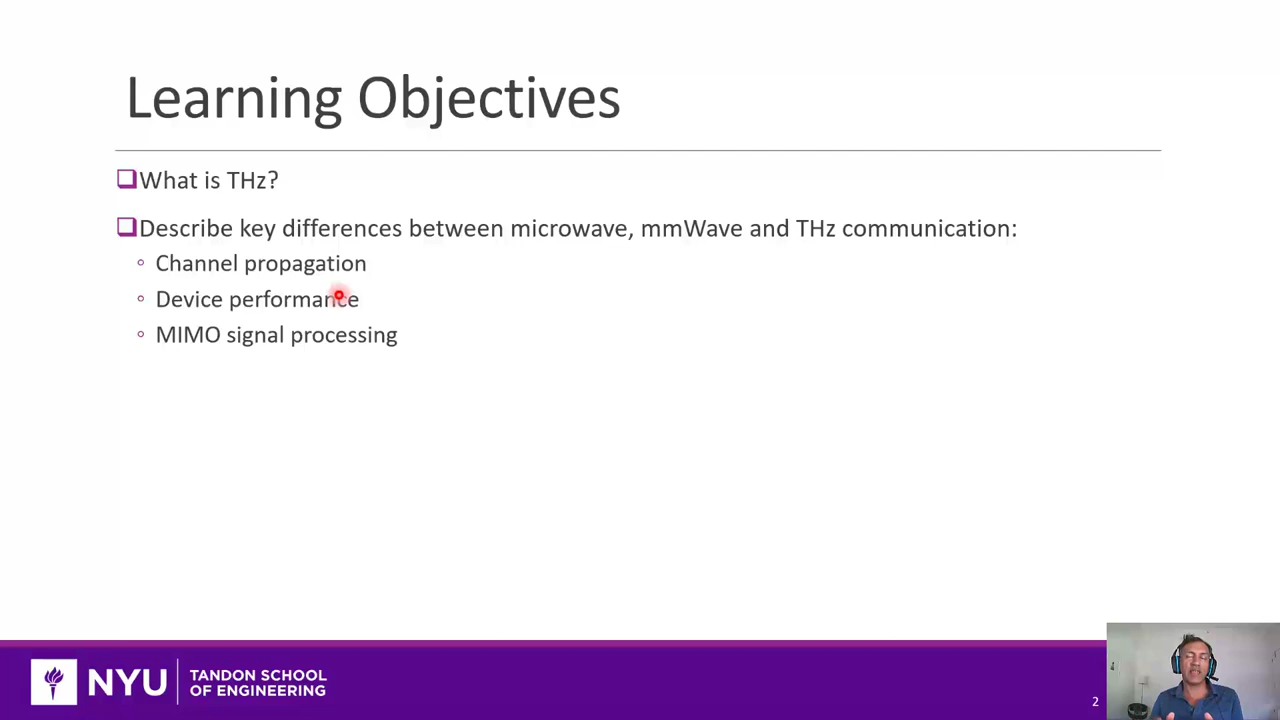 Learning Objectives
What is THz?
Describe key differences between microwave, mmWave and THz communication:
Channel propagation
Device performance
MIMO signal processing
NYU
TANDON SCHOOL
OF ENGINEERING
2